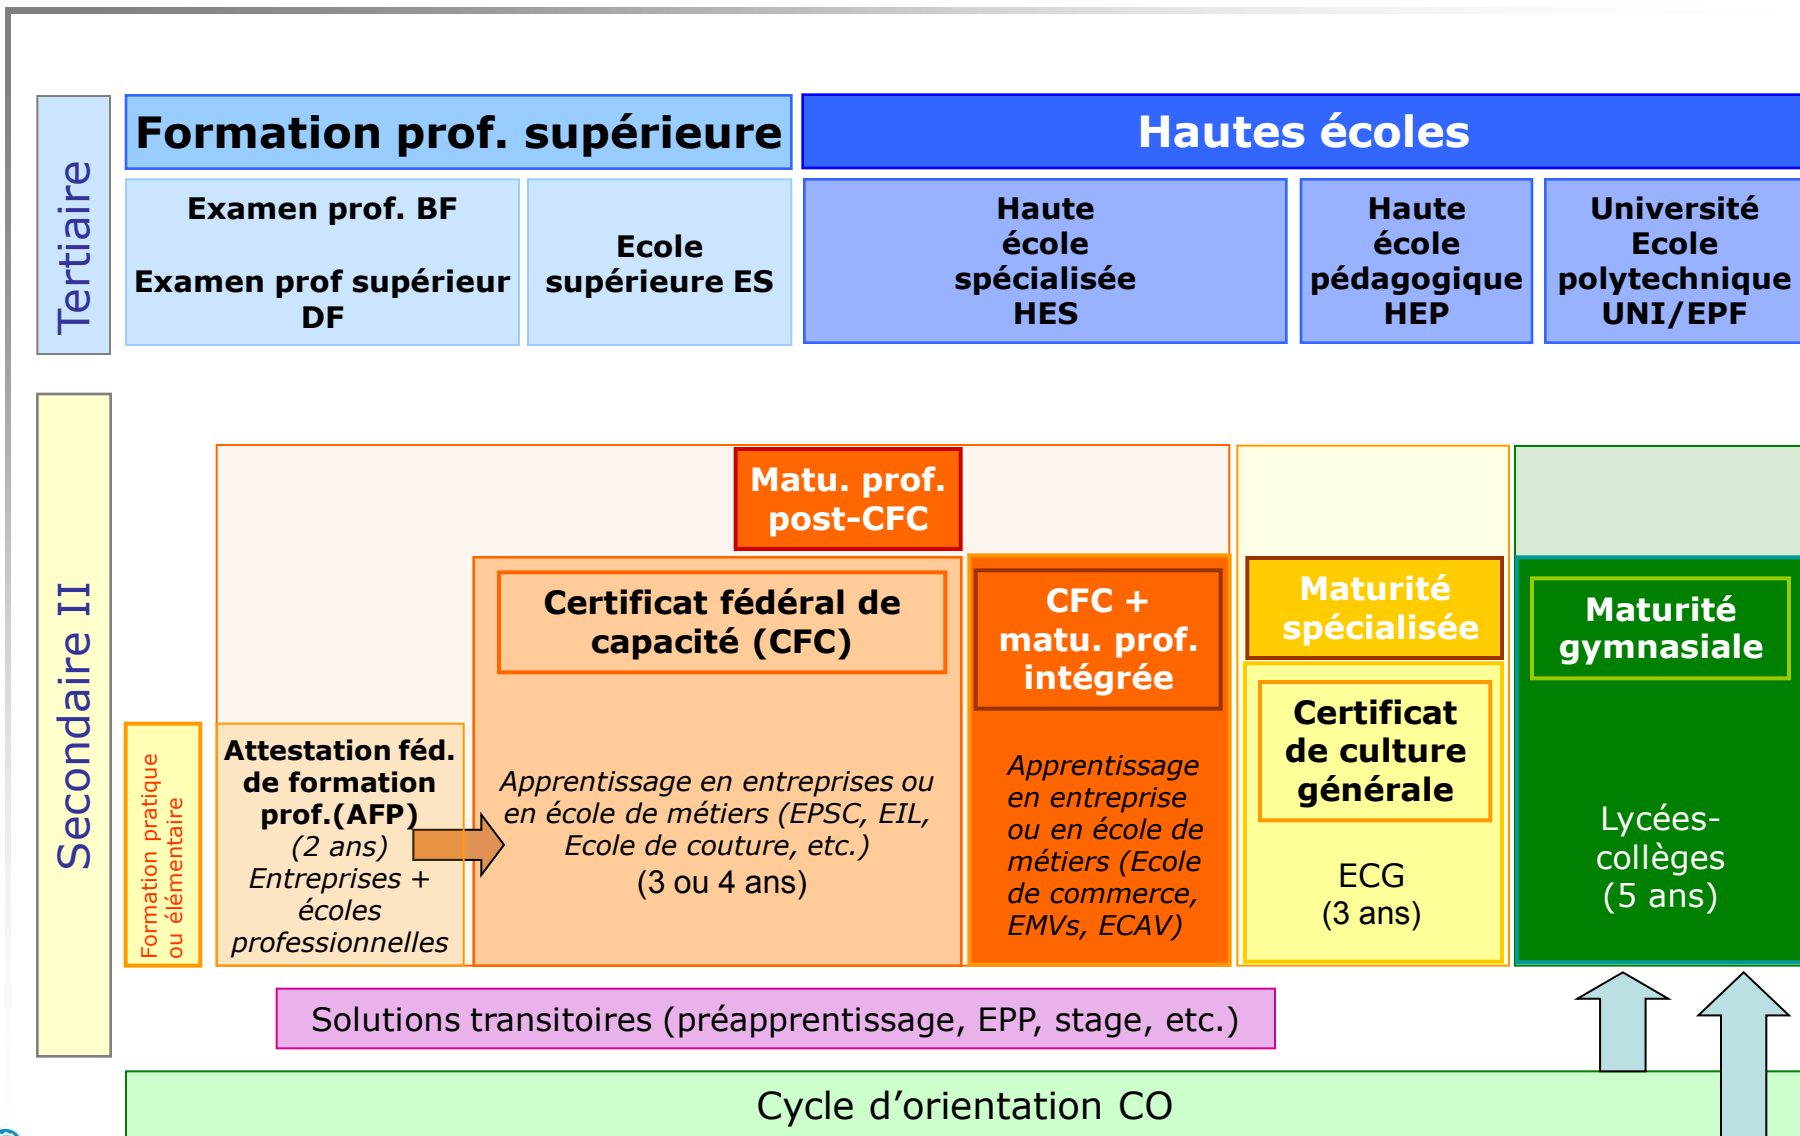 Tertiaire
Formation prof. supérieure
Hautes écoles
Examen prof. BF
Examen prof supérieur
DF
Ecole
supérieure ES
Haute
école
spécialisée
HES
Haute
école
pédagogique
HEP
Université
Ecole
polytechnique
UNI/EPF
Secondaire II
Matu. prof.
post-CFC
Certificat fédéral de
capacité (CFC)
Apprentissage en entreprises ou
en école de métiers (EPSC, EIL,
Ecole de couture, etc.)
(3 ou 4 ans)
CFC +
matu. prof.
intégrée
Apprentissage
en entreprise
ou en école de
métiers (Ecole
de commerce,
EMVs, ECAV)
Maturité
spécialisée
Certificat
de culture
générale
ECG
(3 ans)
Maturité
gymnasiale
Lycées-
collèges
(5 ans)
Formation pratique
ou élémentaire
Attestation féd.
de formation
prof.(AFP)
(2 ans)
Entreprises +
écoles
professionnelles
Solutions transitoires (préapprentissage, EPP, stage, etc.)
Cycle d’orientation CO